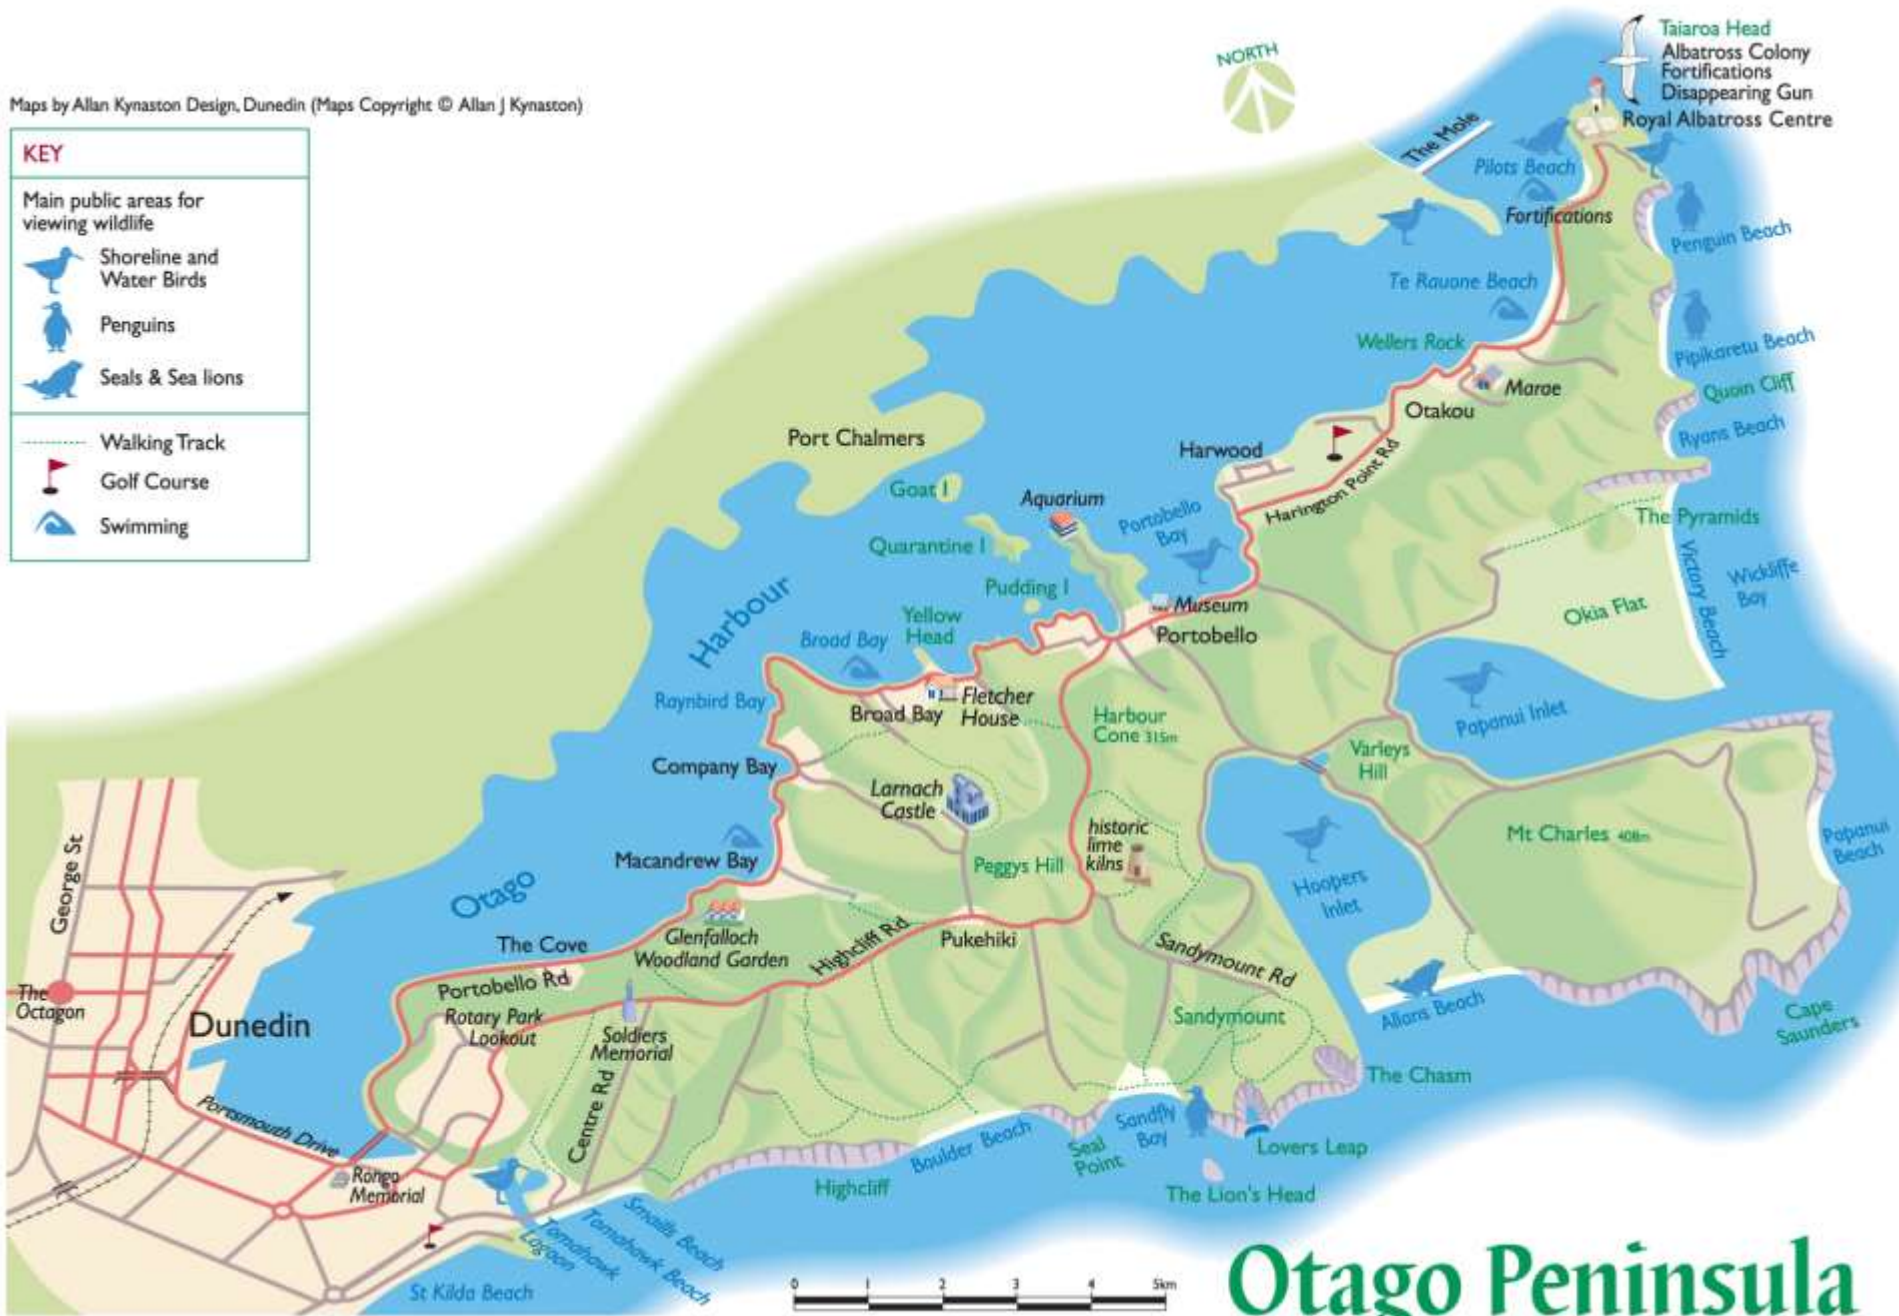 Maps by Allan Kynaston Design, Dunedin (Maps Copyright © Allan J Kynaston)
KEY
Main public areas for
viewing wildlife
Shoreline and
Water Birds
Penguins
Seals & Sea lions
Walking Track
Golf Course
Swimming
NORTH
Taiaroa Head
Albatross Colony
Fortifications
Disappearing Gun
Royal Albatross Centre
The Mole
Pilots Beach
Fortifications
Penguin Beach
Te Rauone Beach
Pipikaretu Beach
Wellers Rock
Marae
Quoin Cliff
Otakou
Ryans Beach
Port Chalmers
Harwood
Harington Point Rd
Goat I
Aquarium
Portobello
Bay
The Pyramids
Quarantine I
Victory Beach
Wickliffe
Bay
Pudding I
Museum
Okia Flat
Harbour
Yellow
Head
Broad Bay
Portobello
Raynbird Bay
Broad Bay
Fletcher
House
Harbour
Cone 315m
Papanui Inlet
Varleys
Hill
Company Bay
Larnach
Castle
historic
lime
kilns
Mt Charles 408m
Papanui
Beach
George St
Macandrew Bay
Peggys Hill
Hoopers
Inlet
Otago
The Cove
Glenfalloch
Woodland Garden
Highcliff Rd
Pukehiki
Sandymount Rd
The
Octagon
Portobello Rd
Dunedin
Rotary Park
Lookout
Soldiers
Memorial
Sandymount
Allans Beach
Cape
Saunders
The Chasm
Portsmouth Drive
Centre Rd
Boulder Beach
Seal
Point
Sandfly
Bay
Lovers Leap
Rongo
Memorial
Highcliff
The Lion's Head
Smaills Beach
Tomahawk Beach
Tomahawk
Lagoon
St Kilda Beach
0 1 2 3 4 5km
Otago Peninsula